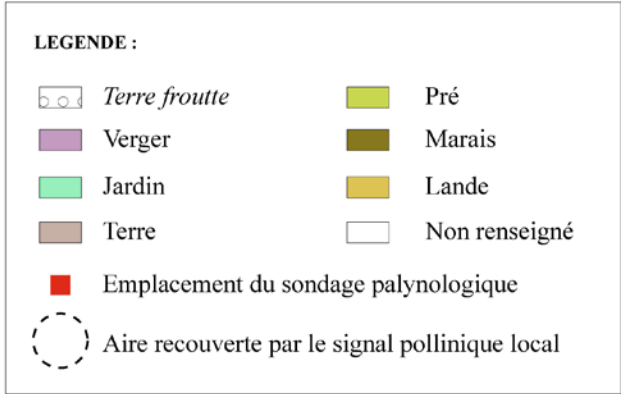 LEGENDE :
Terre froutte
Verger
Jardin
Terre
Pré
Marais
Lande
Non renseigné
Emplacement du sondage palynologique
Aire recouverte par le signal pollinique local